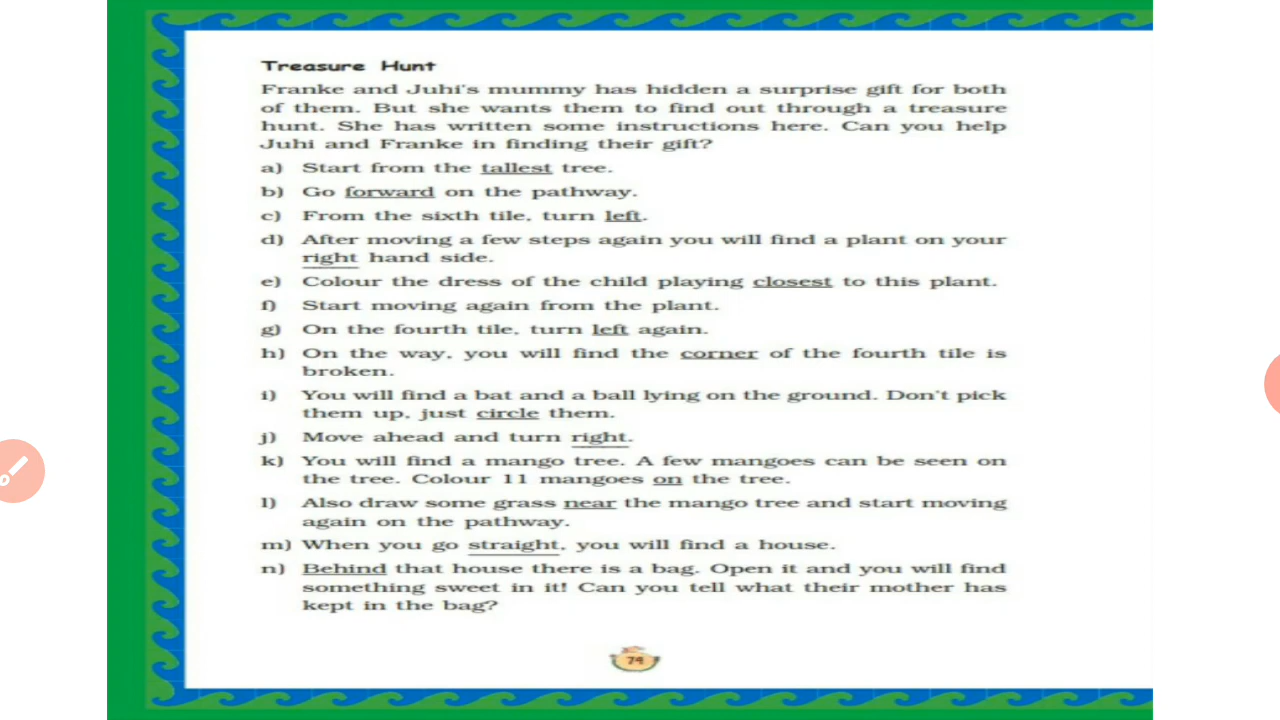 Treasure Hunt
Franke and Juhi's mummy has hidden a surprise gift for both
of them. But she wants them to find out through a treasure
hunt. She has written some instructions here. Can you help
Juhi and Franke in finding their gift?
a) Start from the tallest tree.
b) Go forward on the pathway.
c) From the sixth tile, turn left.
d) After moving a few steps again you will find a plant on your
right hand side.
e) Colour the dress of the child playing closest to this plant.
f) Start moving again from the plant.
g) On the fourth tile, turn left again.
h) On the way, you will find the corner of the fourth tile is
broken.
i) You will find a bat and a ball lying on the ground. Don't pick
them up, just circle them.
j) Move ahead and turn right.
k) You will find a mango tree. A few mangoes can be seen on
the tree. Colour 11 mangoes on the tree.
l) Also draw some grass near the mango tree and start moving
again on the pathway.
m) When you go straight, you will find a house.
n) Behind that house there is a bag. Open it and you will find
something sweet in it! Can you tell what their mother has
kept in the bag?
74